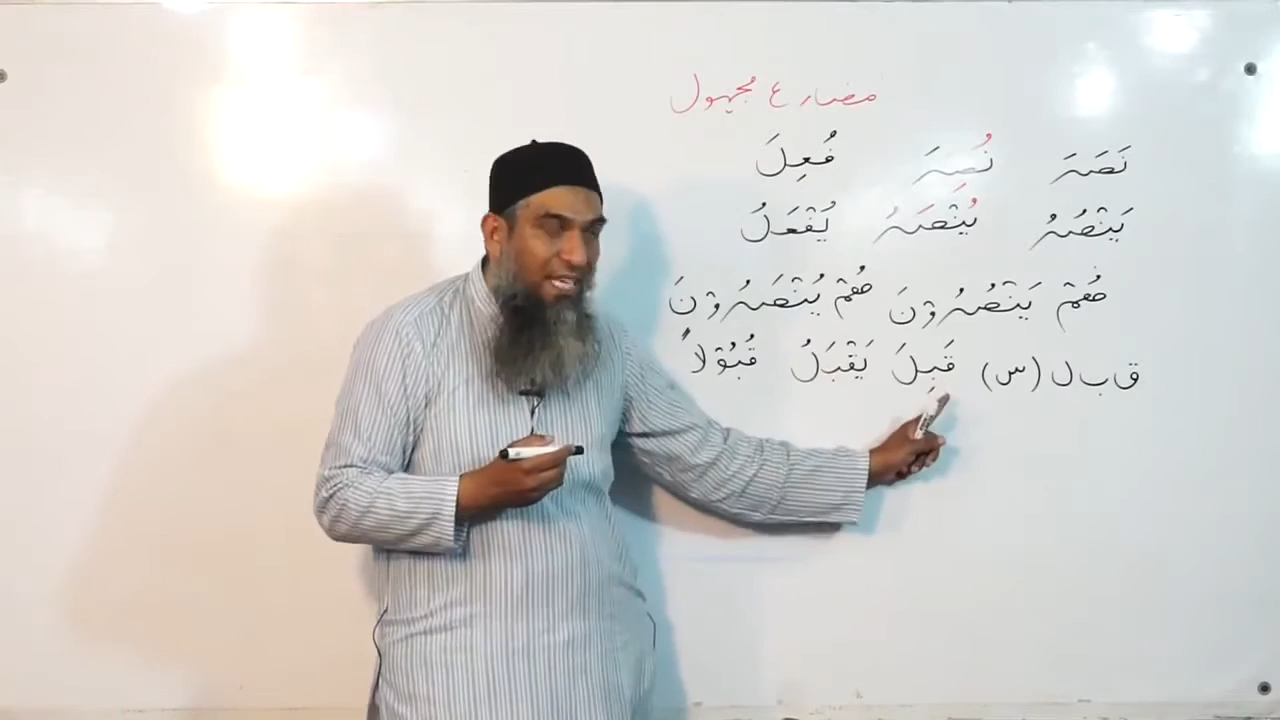 مضارع مجهول
نَصَرَ نُصِرَ فُعِلَ
يَنْصُرُ يُنْصَرُ يُفْعَلُ
هُمْ يَنْصُرُوْنَ هُمْ يُنْصَرُوْنَ
ق ب ل (س) قَبِلَ يَقْبَلُ قُبُوْلاً